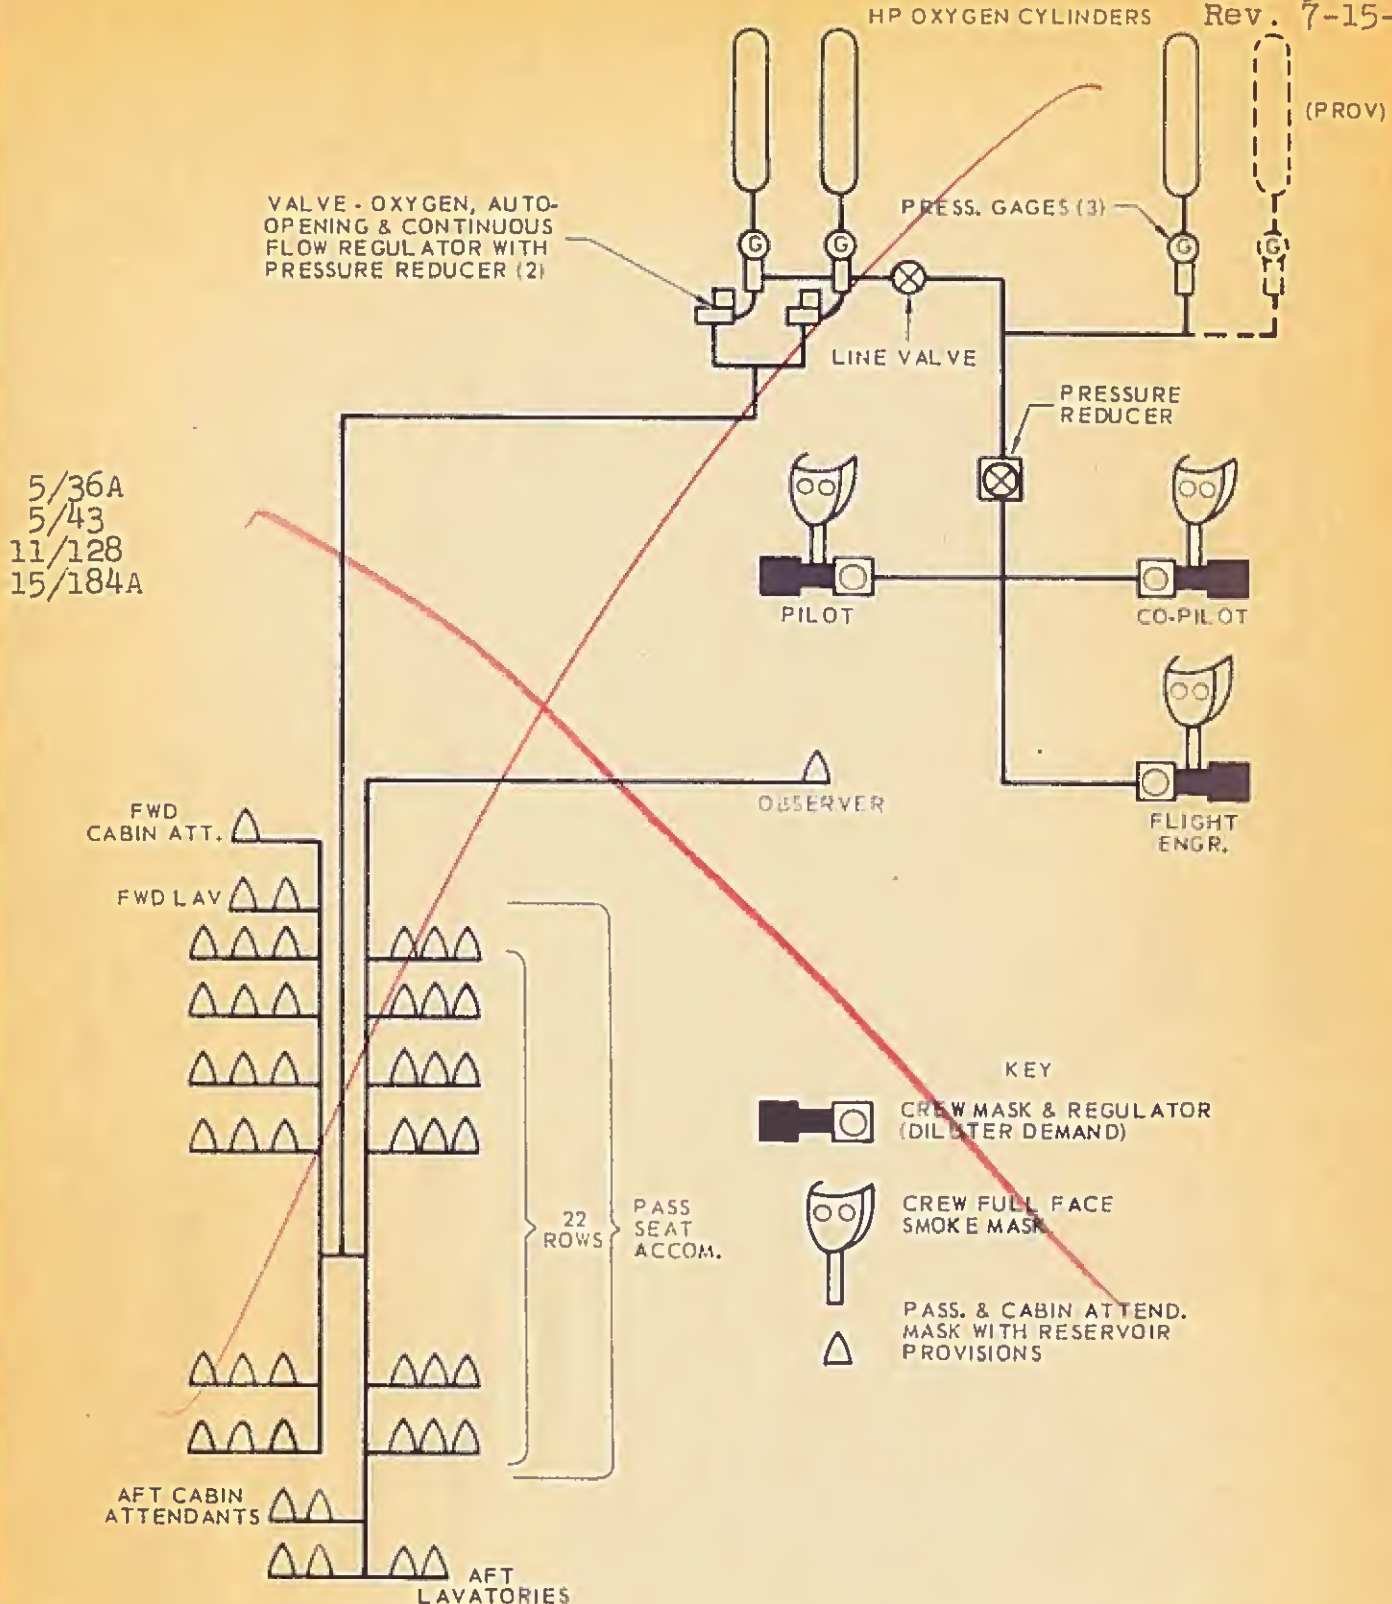 HP OXYGEN CYLINDERS
Rev. 7-15-
(PROV)
VALVE - OXYGEN, AUTO-
OPENING & CONTINUOUS
FLOW REGULATOR WITH
PRESSURE REDUCER (2)
PRESS. GAGES (3)
G
G
G
G
LINE VALVE
PRESSURE
REDUCER
5/36A
5/43
11/128
15/184A
PILOT
CO-PILOT
OBSERVER
FLIGHT
ENGR.
FWD
CABIN ATT.
FWD LAV
22
ROWS
PASS
SEAT
ACCOM.
KEY
CREW MASK & REGULATOR
(DILUTER DEMAND)
CREW FULL FACE
SMOKE MASK
PASS. & CABIN ATTEND.
MASK WITH RESERVOIR
PROVISIONS
AFT CABIN
ATTENDANTS
AFT
LAVATORIES